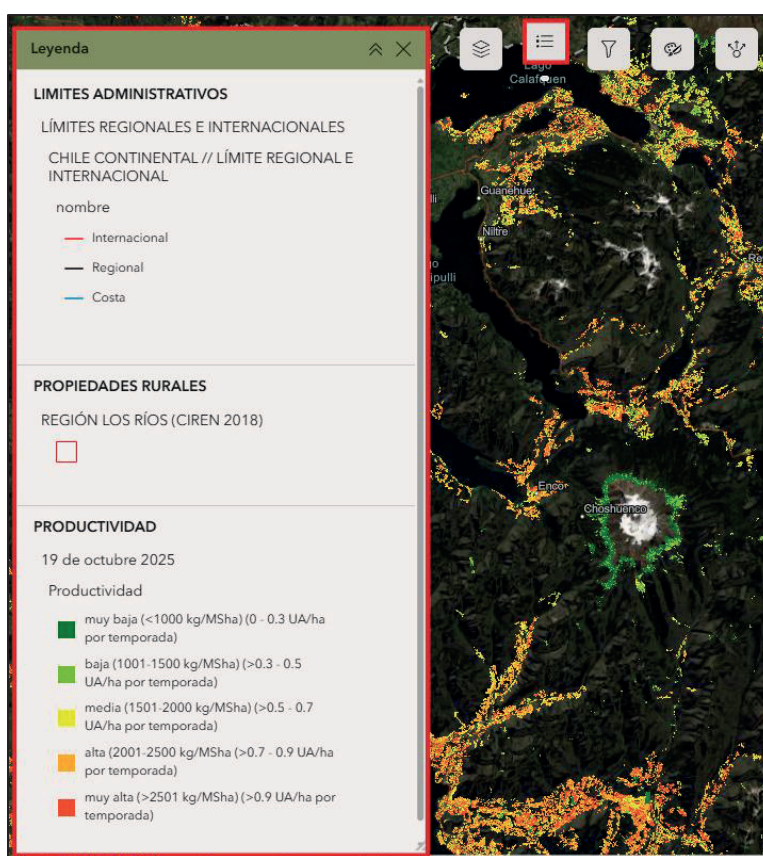 Leyenda
LIMITES ADMINISTRATIVOS
LÍMITES REGIONALES E INTERNACIONALES
CHILE CONTINENTAL // LÍMITE REGIONAL E
INTERNACIONAL
nombre
Internacional
Regional
Costa
PROPIEDADES RURALES
REGIÓN LOS RÍOS (CIREN 2018)
PRODUCTIVIDAD
19 de octubre 2025
Productividad
muy baja (<1000 kg/MSha) (0 - 0.3 UA/ha
por temporada)
baja (1001-1500 kg/MSha) (>0.3 - 0.5
UA/ha por temporada)
media (1501-2000 kg/MSha) (>0.5 - 0.7
UA/ha por temporada)
alta (2001-2500 kg/MSha (>0.7 - 0.9 UA/ha
por temporada)
muy alta (>2501 kg/MSha) (>0.9 UA/ha por
temporada)
Lago
Calafquen
Guanehue
Niltre
ipulli
Enco
Choshuenco